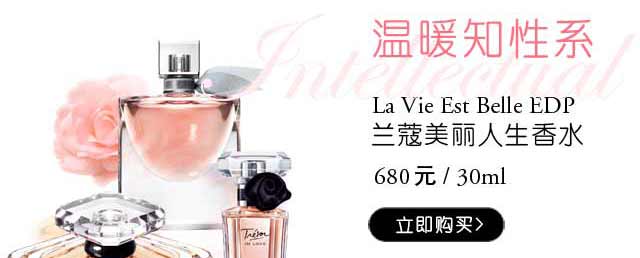 温暖知性系
Intellectual
La Vie Est Belle EDP
兰蔻美丽人生香水
680元 / 30ml
立即购买>
Trésor
IN LOVE